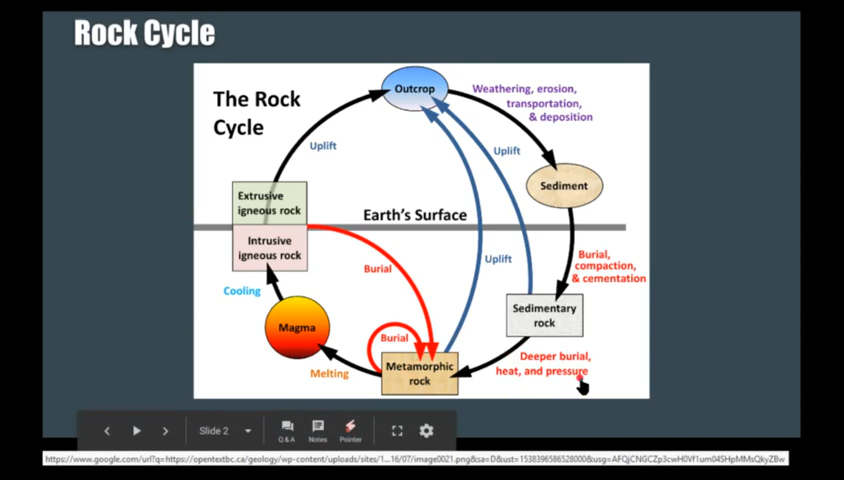 Rock Cycle
The Rock
Cycle
Outcrop
Weathering, erosion,
transportation,
& deposition
Uplift
Uplift
Sediment
Extrusive
igneous rock
Earth's Surface
Intrusive
igneous rock
Burial
Uplift
Burial,
compaction,
& cementation
Cooling
Sedimentary
rock
Magma
Burial
Deeper burial,
heat, and pressure
Melting
Metamorphic
rock
Slide 2
Q & A
Notes
Pointer